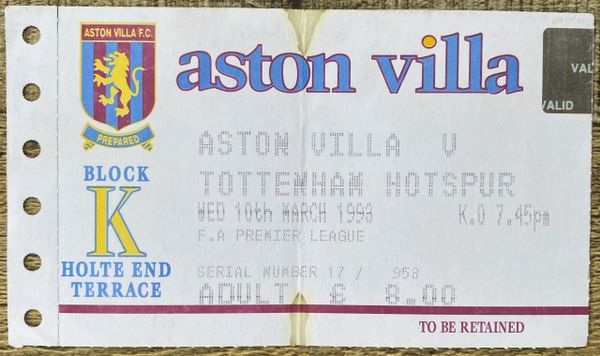 ASTON VILLA F.C.
PREPARED
aston villa
VAL
VALID
BLOCK
K
HOLTE END
TERRACE
ASTON VILLA V
TOTTENHAM HOTSPUR
WED 10th MARCH 1993 K.O 7.45pm
F.A PREMIER LEAGUE
SERIAL NUMBER 17 / 953
ADULT £ 8.00
TO BE RETAINED